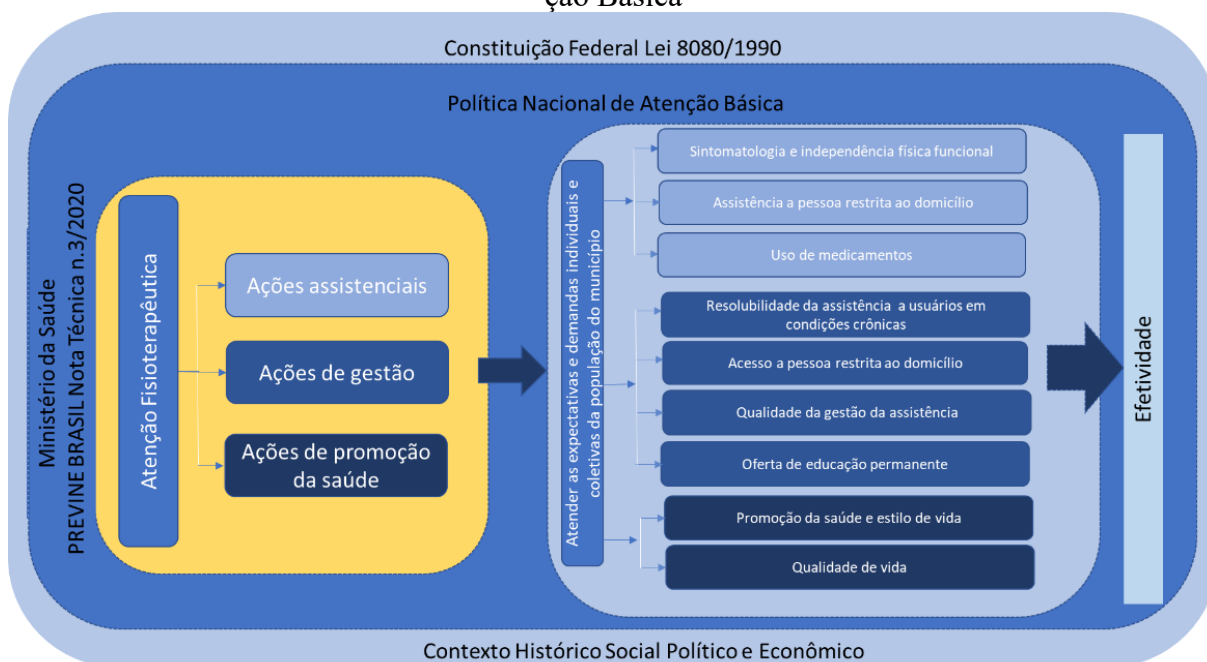 ção Básica
Constituição Federal Lei 8080/1990
Política Nacional de Atenção Básica
Ministério da Saúde
PREVINE BRASIL Nota Técnica n.3/2020
Atenção Fisioterapêutica
Ações assistenciais
Ações de gestão
Ações de promoção
da saúde
Atender as expectativas e demandas individuais e
coletivas da população do município
Sintomatologia e independência física funcional
Assistência a pessoa restrita ao domicílio
Uso de medicamentos
Resolubilidade da assistência a usuários em
condições crônicas
Acesso a pessoa restrita ao domicílio
Qualidade da gestão da assistência
Oferta de educação permanente
Promoção da saúde e estilo de vida
Qualidade de vida
Efetividade
Contexto Histórico Social Político e Econômico